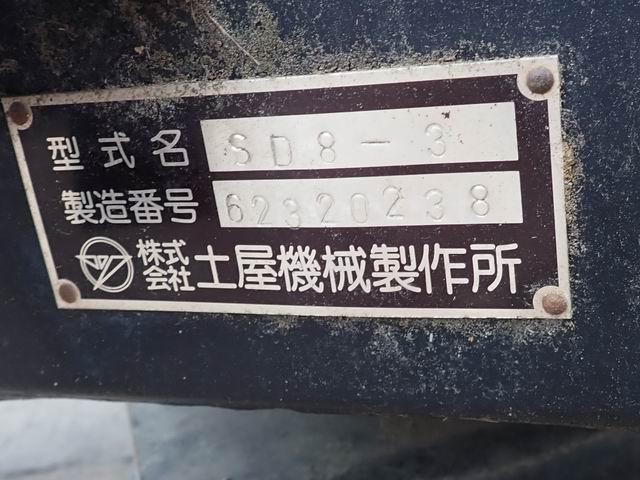 型式名 SD8-3
製造番号 62320238
株式会社 土屋機械製作所